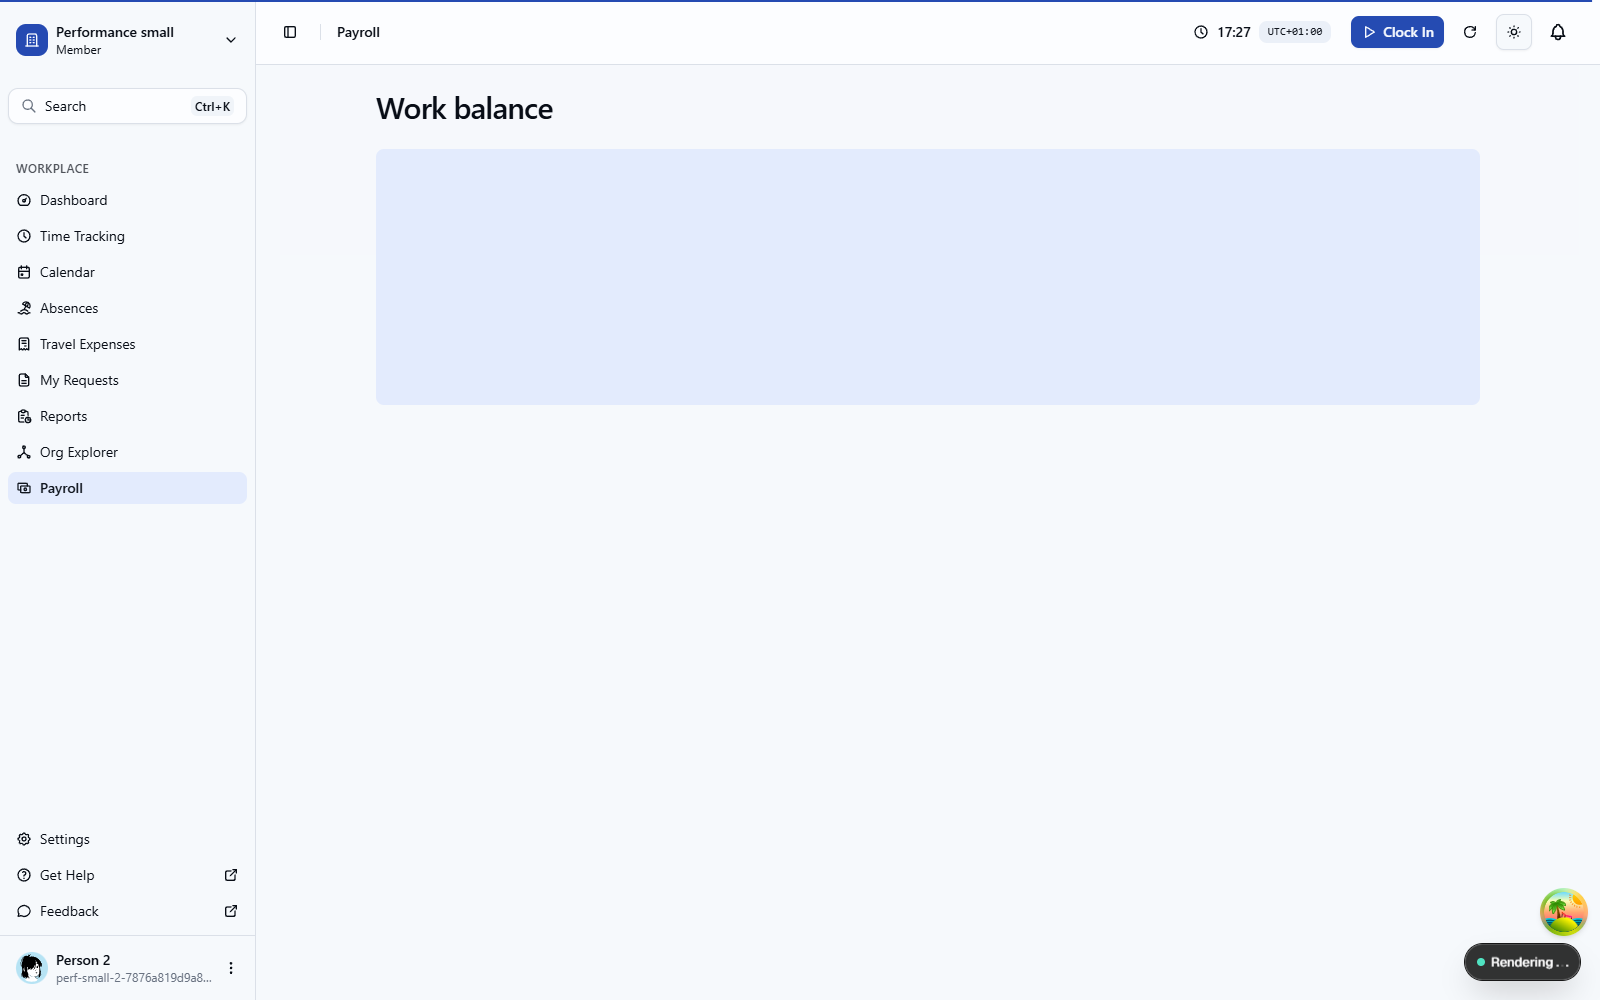 Performance small
Member
Search
Ctrl+K
WORKPLACE
Dashboard
Time Tracking
Calendar
Absences
Travel Expenses
My Requests
Reports
Org Explorer
Payroll
Settings
Get Help
Feedback
Person 2
perf-small-2-7876a819d9a8...
Payroll
17:27
UTC+01:00
Clock In
Work balance
Rendering...